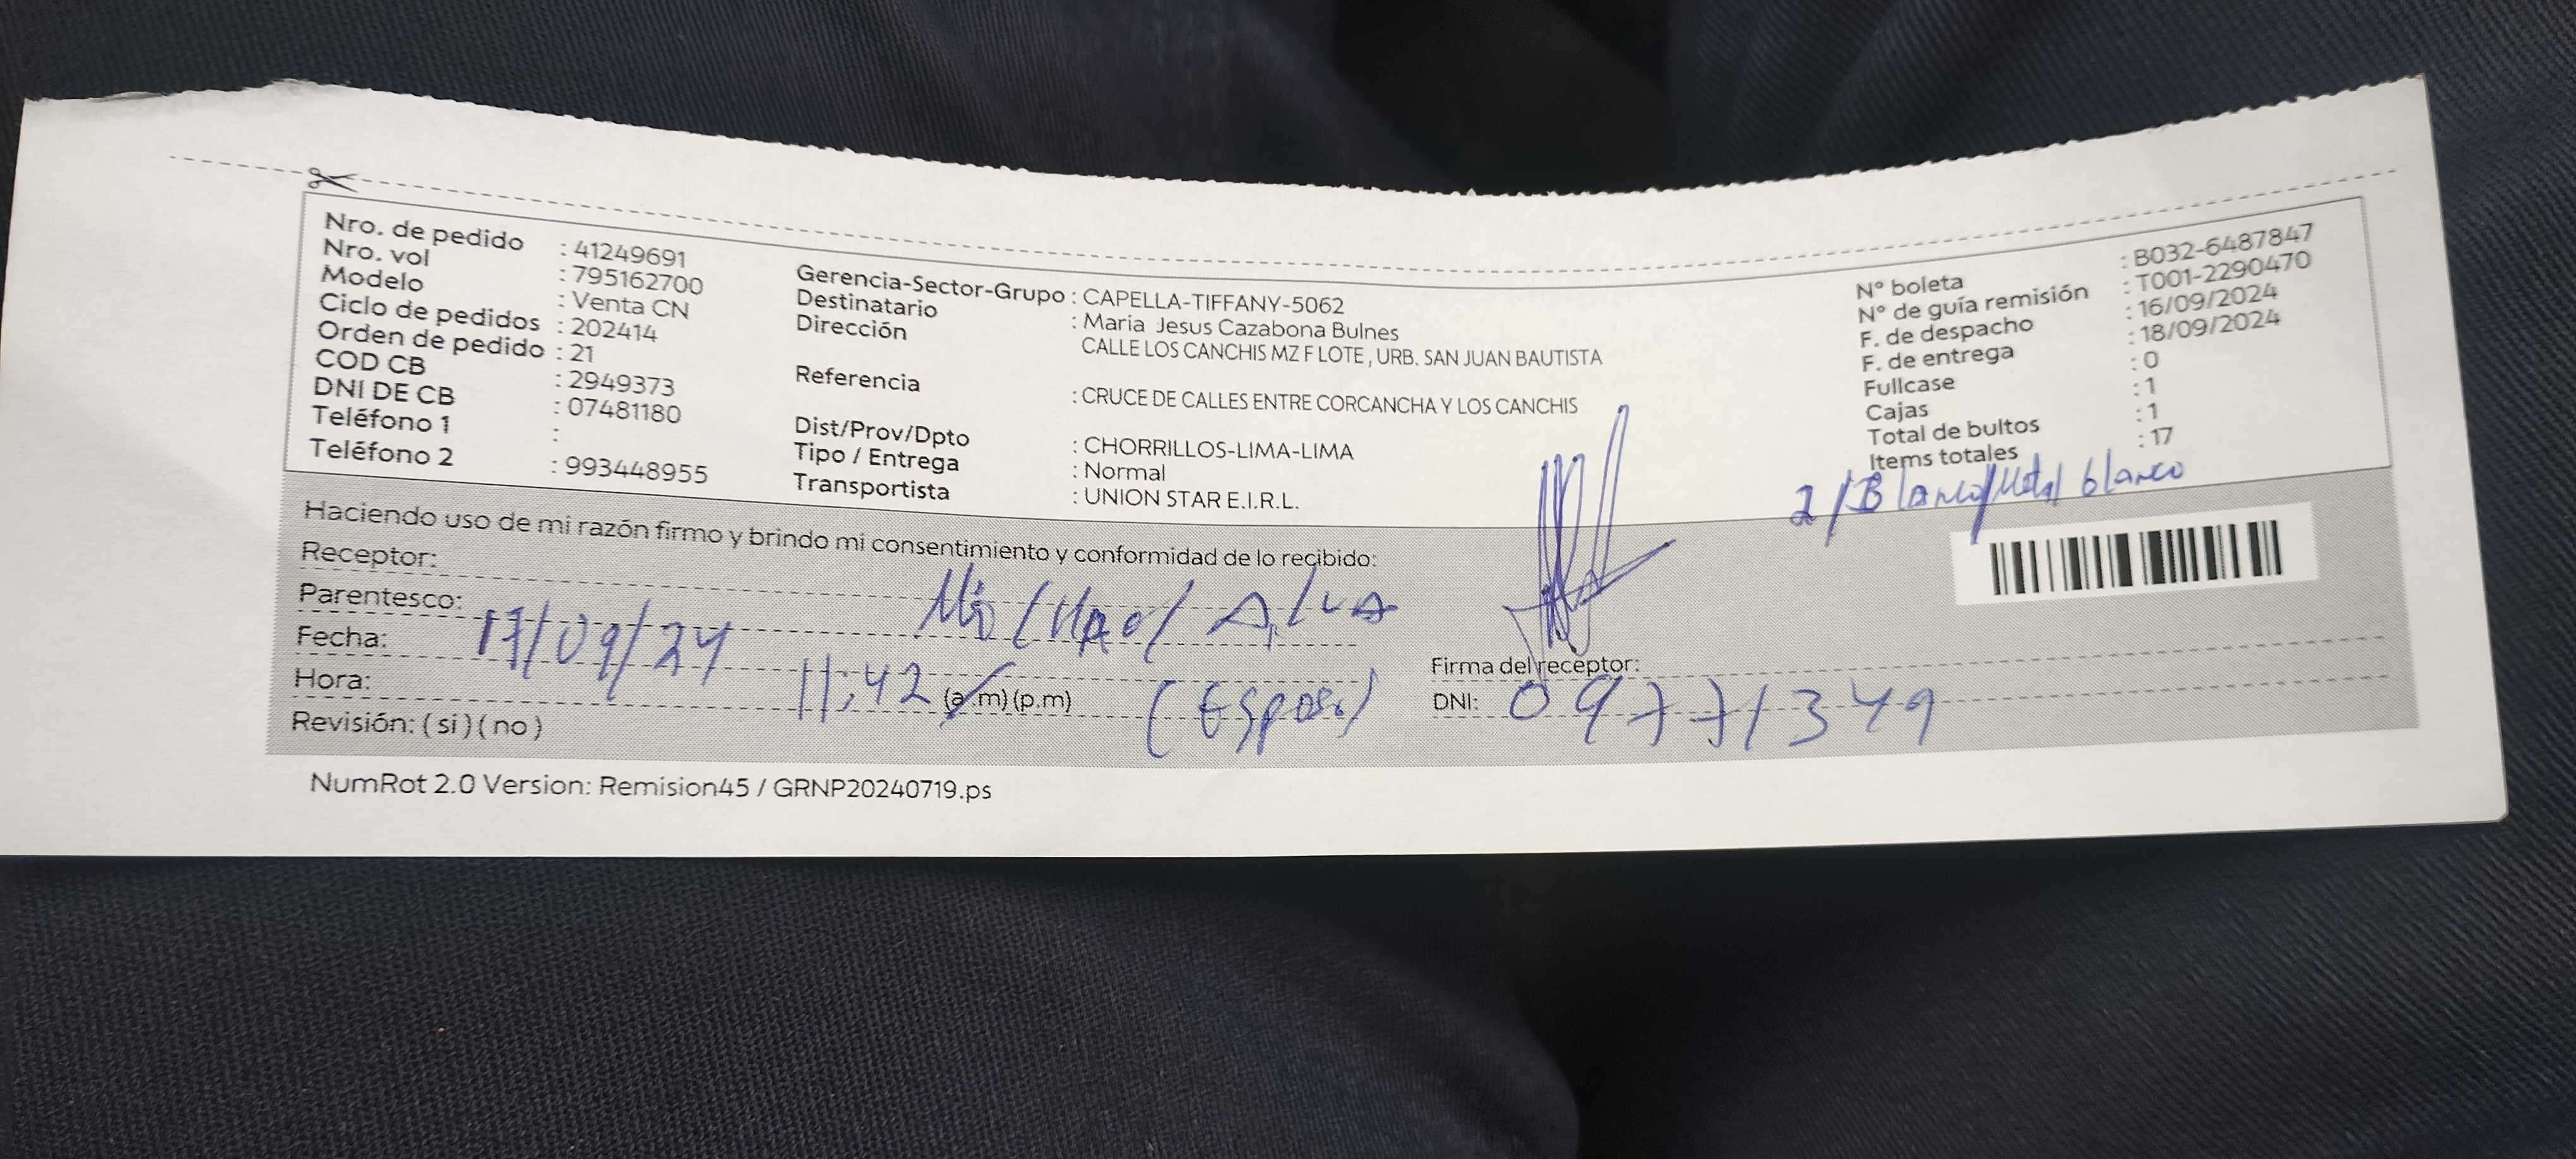 Nro. de pedido : 41249691
Nro. vol : 795162700
Modelo : Venta CN
Ciclo de pedidos : 202414
Orden de pedido : 21
COD CB : 2949373
DNI DE CB : 07481180
Teléfono 1 :
Teléfono 2 : 993448955
Gerencia-Sector-Grupo : CAPELLA-TIFFANY-5062
Destinatario : Maria Jesus Cazabona Bulnes
Dirección CALLE LOS CANCHIS MZ F LOTE , URB. SAN JUAN BAUTISTA
Referencia : CRUCE DE CALLES ENTRE CORCANCHA Y LOS CANCHIS
Dist/Prov/Dpto : CHORRILLOS-LIMA-LIMA
Tipo / Entrega : Normal
Transportista : UNION STAR E.I.R.L.
N° boleta : B032-6487847
N° de guía remisión : T001-2290470
F. de despacho : 16/09/2024
F. de entrega : 18/09/2024
Fullcase : 0
Cajas : 1
Total de bultos : 1
Items totales : 17
2/Blanco/Metal blanco
Haciendo uso de mi razón firmo y brindo mi consentimiento y conformidad de lo recibido:
Receptor:
Parentesco: Alva
Fecha: 17/09/24
Hora: 11:42 (a.m) (p.m) (Esposo)
Revisión: ( si ) ( no )
Firma del receptor:
DNI: 09771349
NumRot 2.0 Version: Remision45 / GRNP20240719.ps